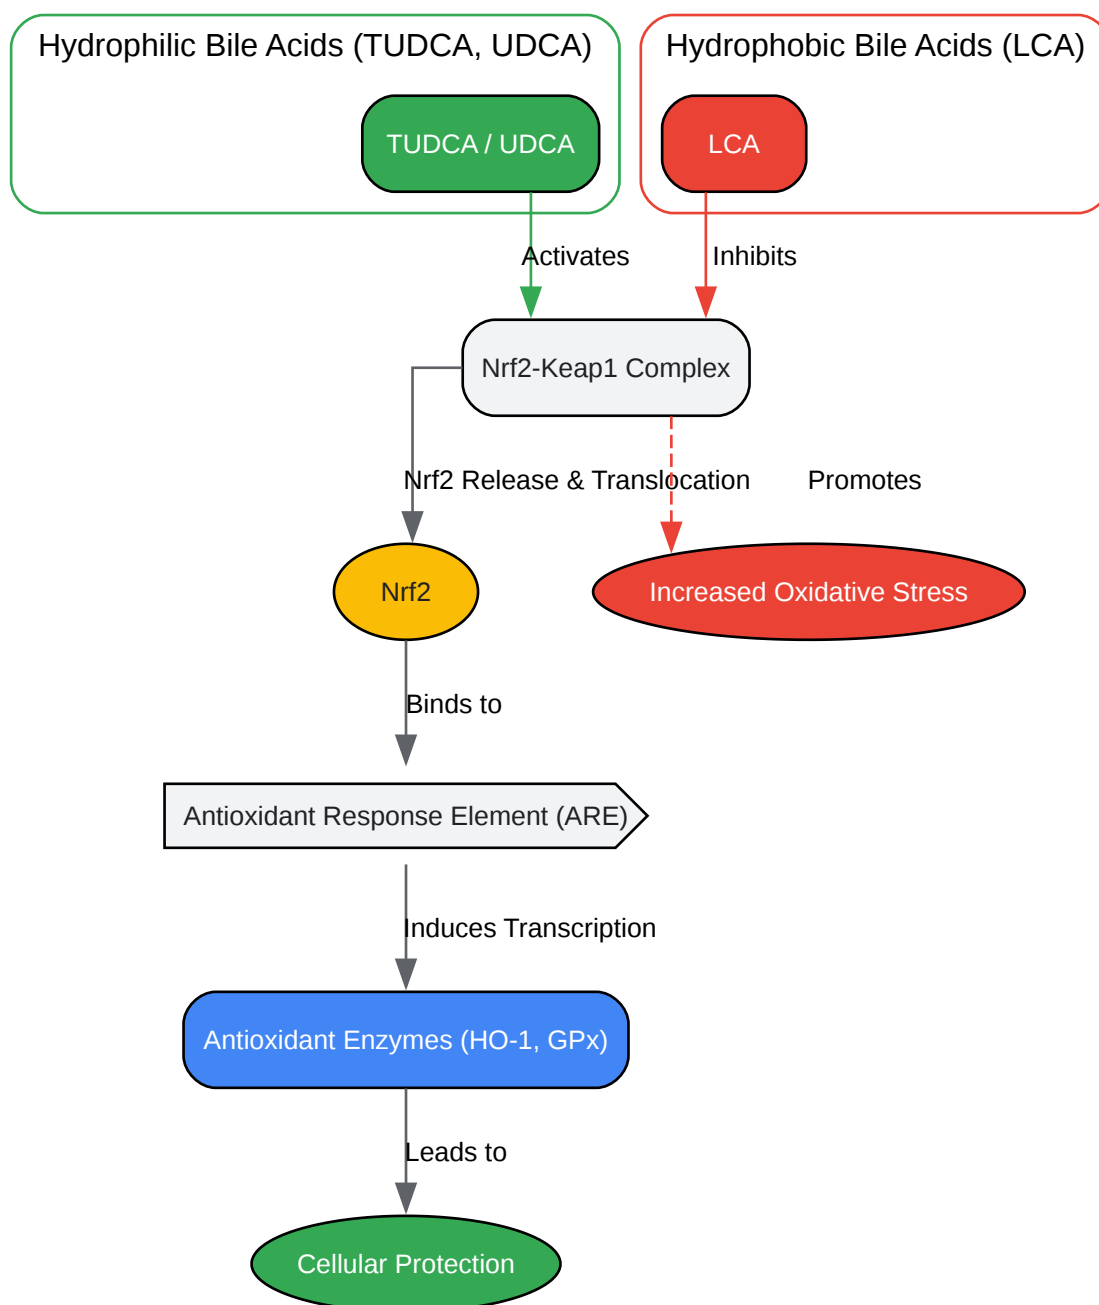 Hydrophilic Bile Acids (TUDCA, UDCA)
Hydrophobic Bile Acids (LCA)
TUDCA / UDCA
LCA
Activates
Inhibits
Nrf2-Keap1 Complex
Nrf2 Release & Translocation
Promotes
Nrf2
Increased Oxidative Stress
Binds to
Antioxidant Response Element (ARE)
Induces Transcription
Antioxidant Enzymes (HO-1, GPx)
Leads to
Cellular Protection